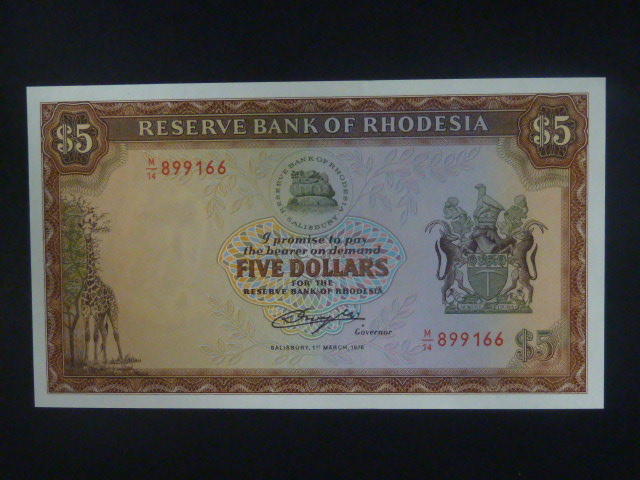 $5
RESERVE BANK OF RHODESIA
$5
M/14 899166
RESERVE BANK OF RHODESIA
SALISBURY
I promise to pay
the bearer on demand
FIVE DOLLARS
FOR THE
RESERVE BANK OF RHODESIA
Governor
M/14 899166
SALISBURY, 1ST MARCH, 1976
$5